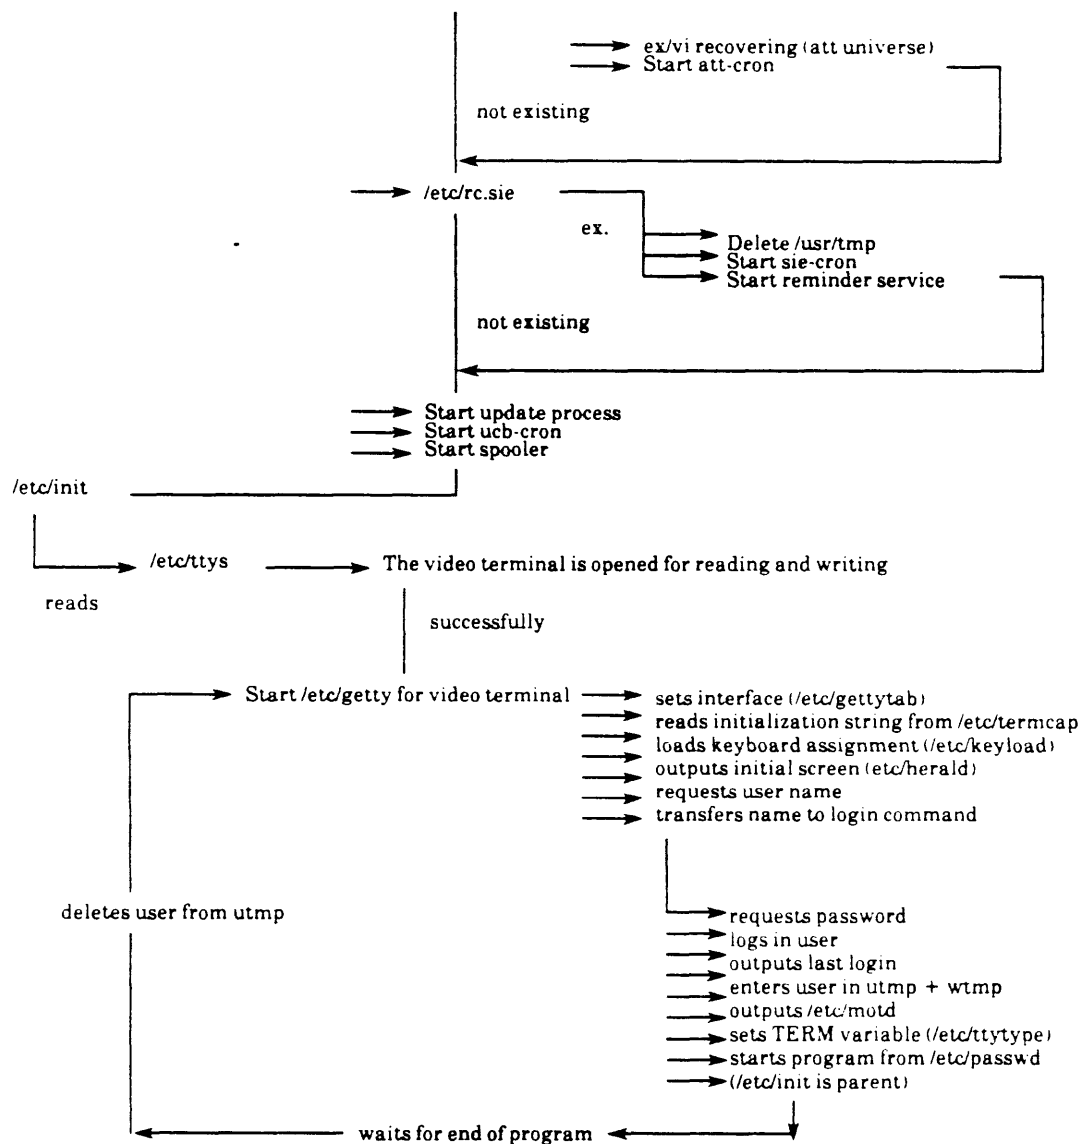 ex/vi recovering (att universe)
Start att-cron
not existing
/etc/rc.sie
ex.
Delete /usr/tmp
Start sie-cron
Start reminder service
not existing
Start update process
Start ucb-cron
Start spooler
/etc/init
/etc/ttys
The video terminal is opened for reading and writing
reads
successfully
Start /etc/getty for video terminal
sets interface (/etc/gettytab)
reads initialization string from /etc/termcap
loads keyboard assignment (/etc/keyload)
outputs initial screen (etc/herald)
requests user name
transfers name to login command
deletes user from utmp
requests password
logs in user
outputs last login
enters user in utmp + wtmp
outputs /etc/motd
sets TERM variable (/etc/ttytype)
starts program from /etc/passwd
(/etc/init is parent)
waits for end of program